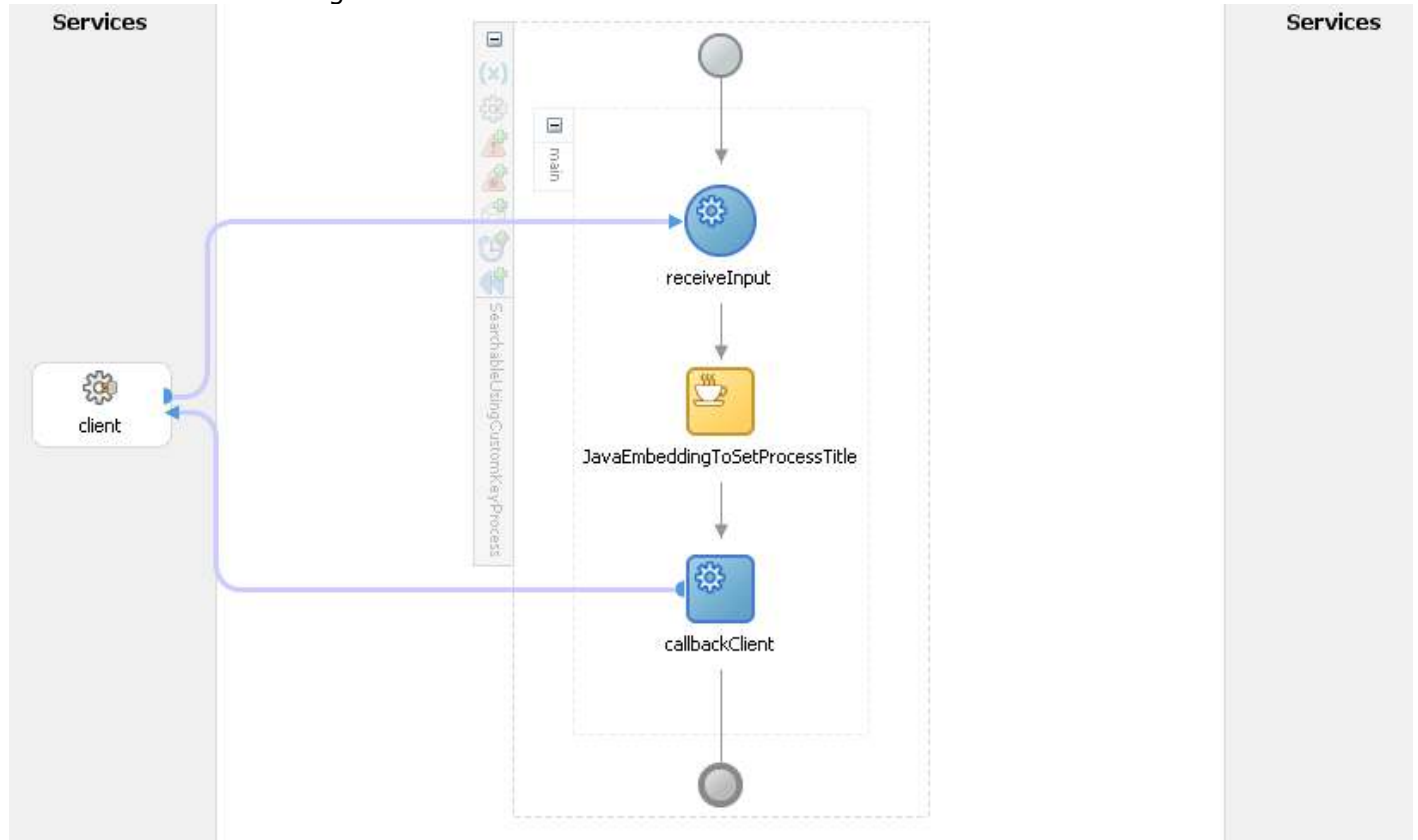 Services
Services
(x)
main
receiveInput
SearchableUsingCustomKeyProcess
client
JavaEmbeddingToSetProcessTitle
callbackClient